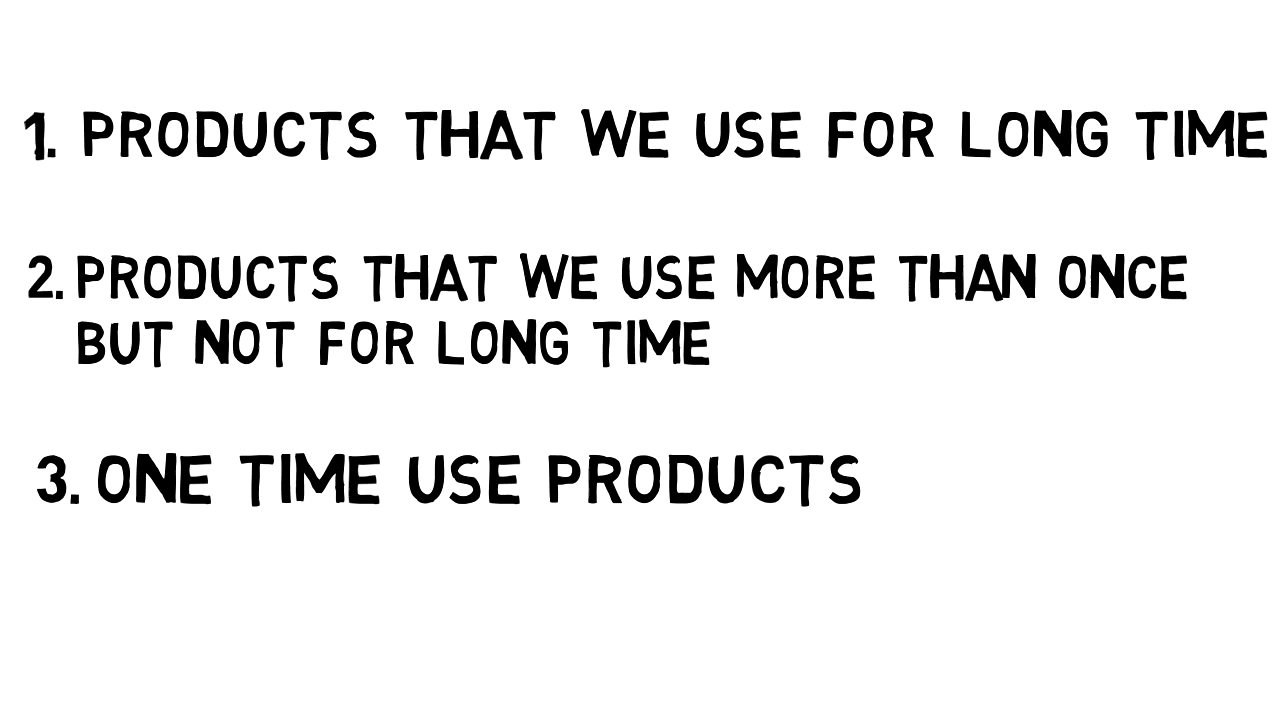 1. PRODUCTS THAT WE USE FOR LONG TIME
2. PRODUCTS THAT WE USE MORE THAN ONCE
BUT NOT FOR LONG TIME
3. ONE TIME USE PRODUCTS